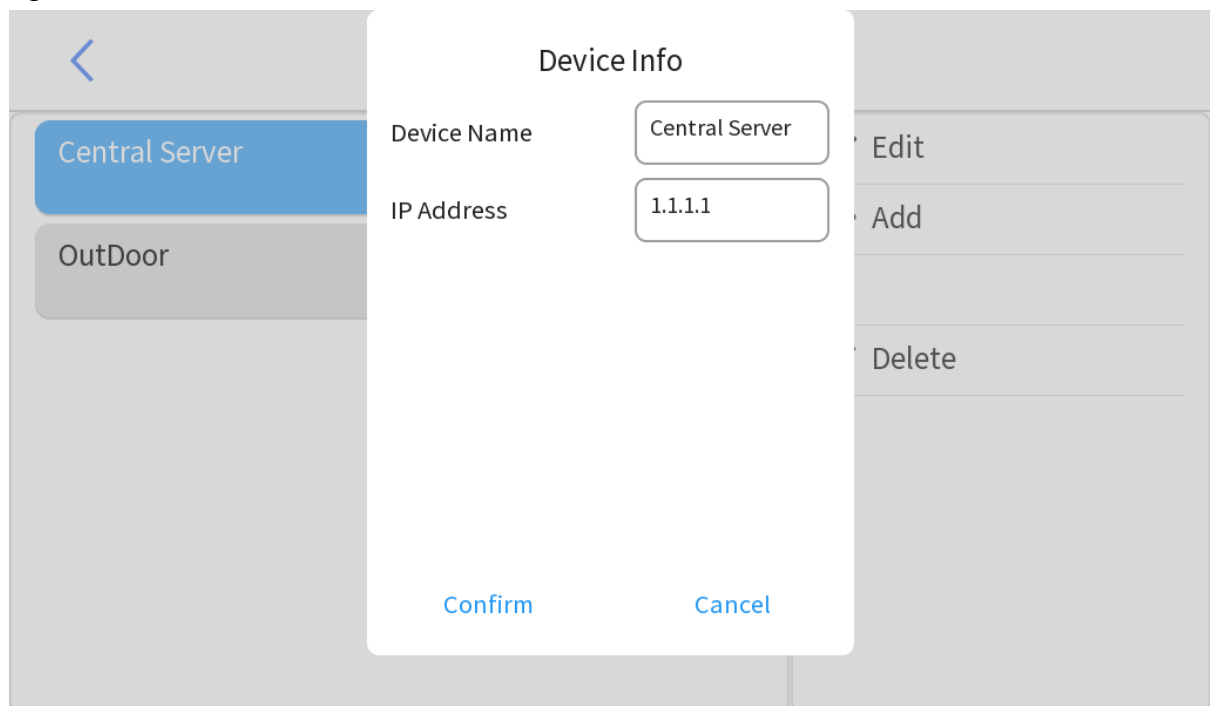 Device Info
Device Name
Central Server
IP Address
1.1.1.1
Confirm
Cancel
Central Server
OutDoor
Edit
Add
Delete